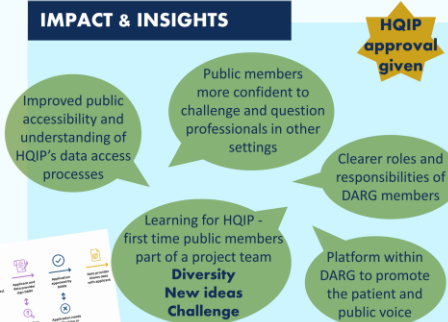 IMPACT & INSIGHTS
HQIP
approval
given
Public members
more confident to
challenge and question
professionals in other
settings
Improved public
accessibility and
understanding of
HQIP's data access
processes
Clearer roles and
responsibilities of
DARG members
Learning for HQIP -
first time public members
part of a project team
Diversity
New ideas
Challenge
Platform within
DARG to promote
the patient and
public voice